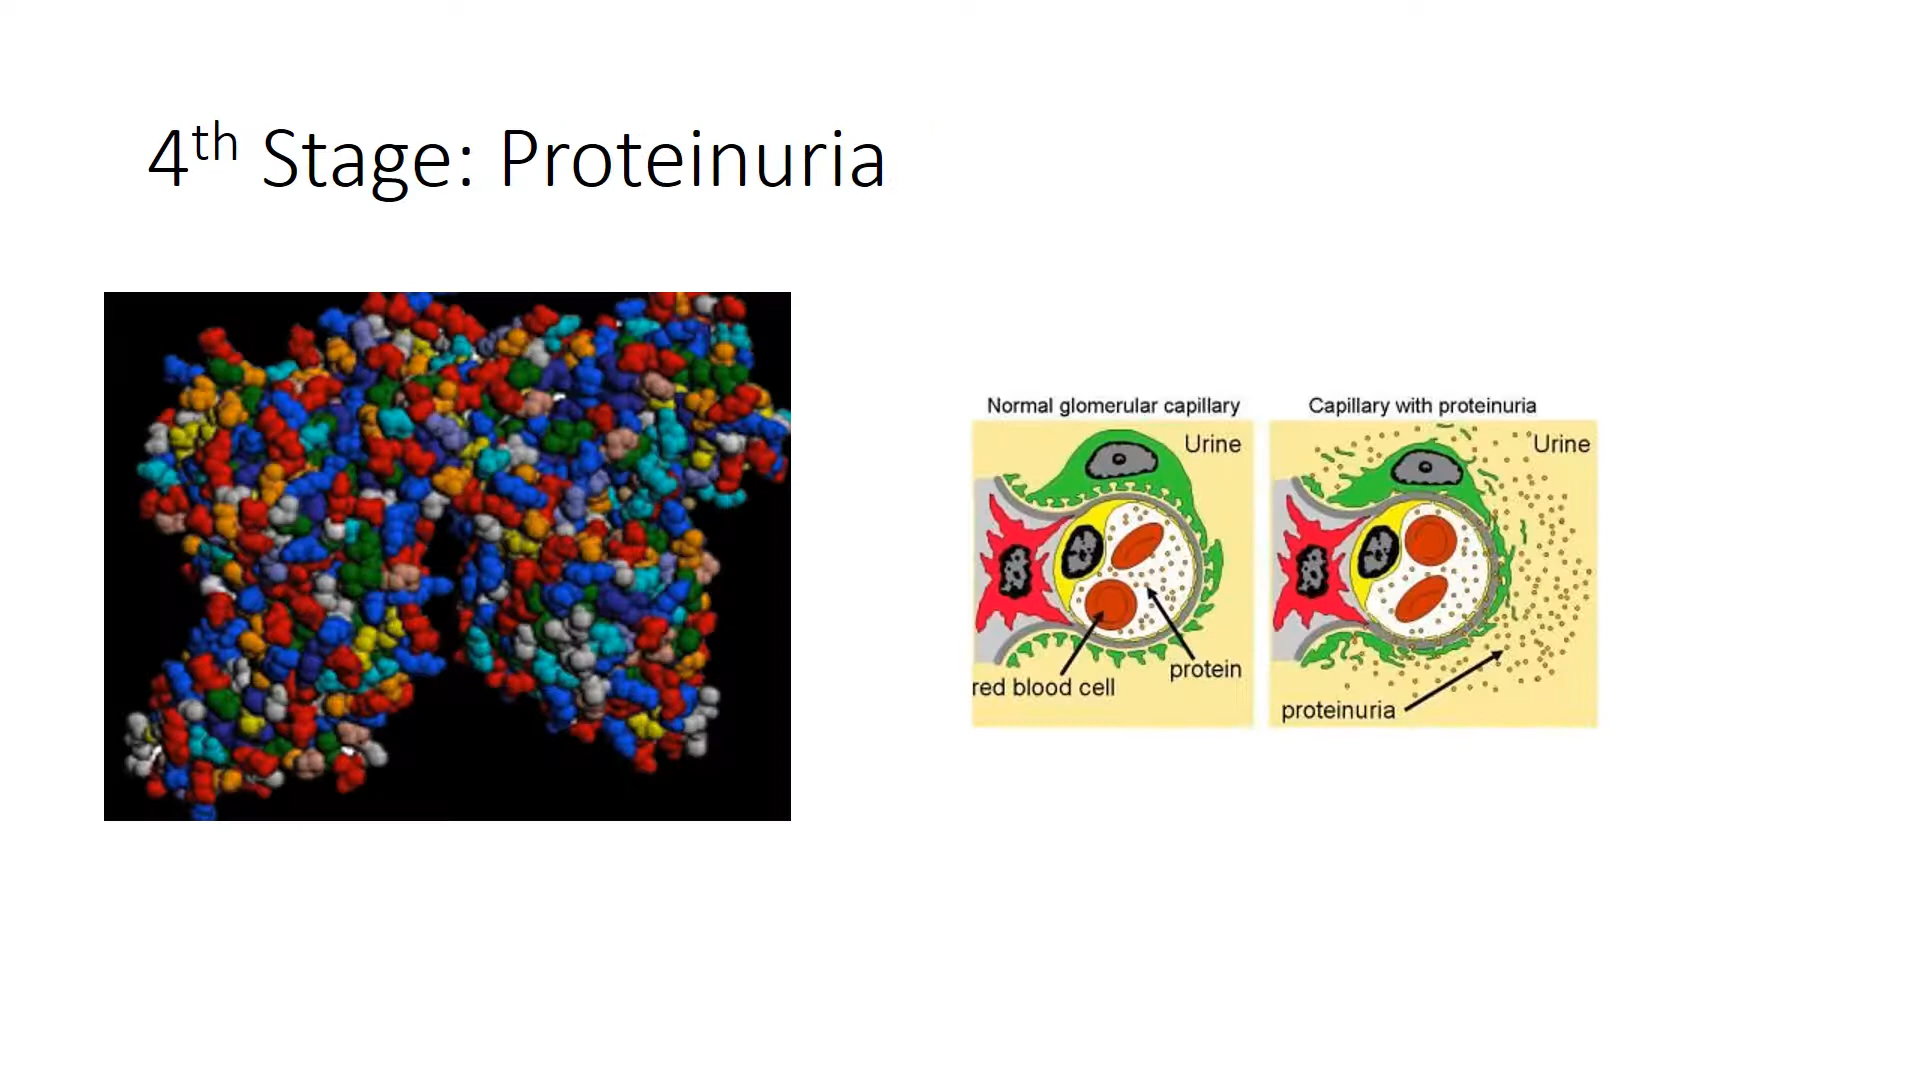 4th Stage: Proteinuria
Normal glomerular capillary
Urine
protein
red blood cell
Capillary with proteinuria
Urine
proteinuria